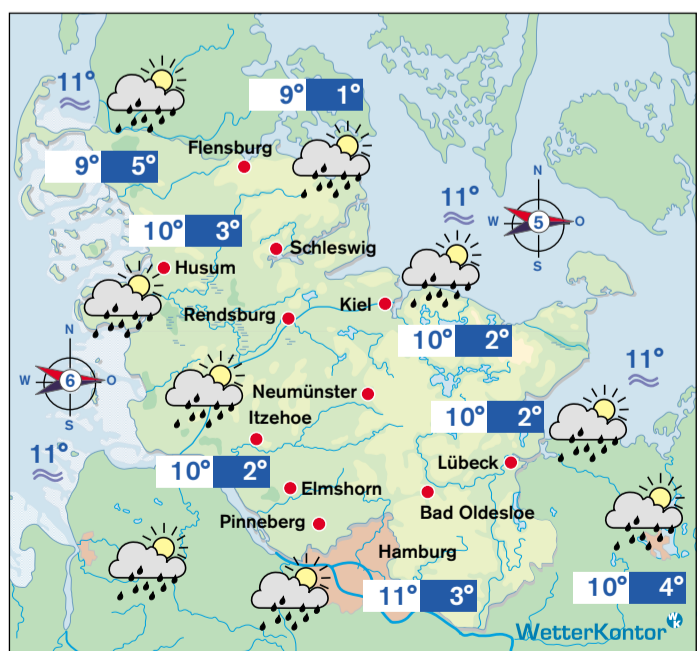 11°
9° 1°
Flensburg
9° 5°
11°
N
W 5 O
S
10° 3°
Schleswig
Husum
Kiel
Rendsburg
10° 2°
N
W 6 O
S
11°
Neumünster
10° 2°
Itzehoe
11°
Lübeck
10° 2°
Elmshorn
Bad Oldesloe
Pinneberg
Hamburg
11° 3°
10° 4°
WetterKontor